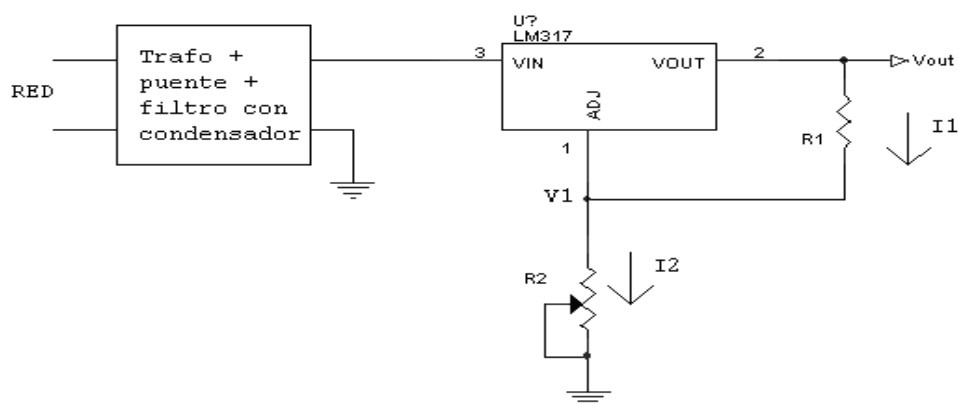 U?
LM317
Trafo +
puente +
filtro con
condensador
RED
3
VIN
VOUT
2
Vout
ADJ
1
R1
I1
V1
R2
I2